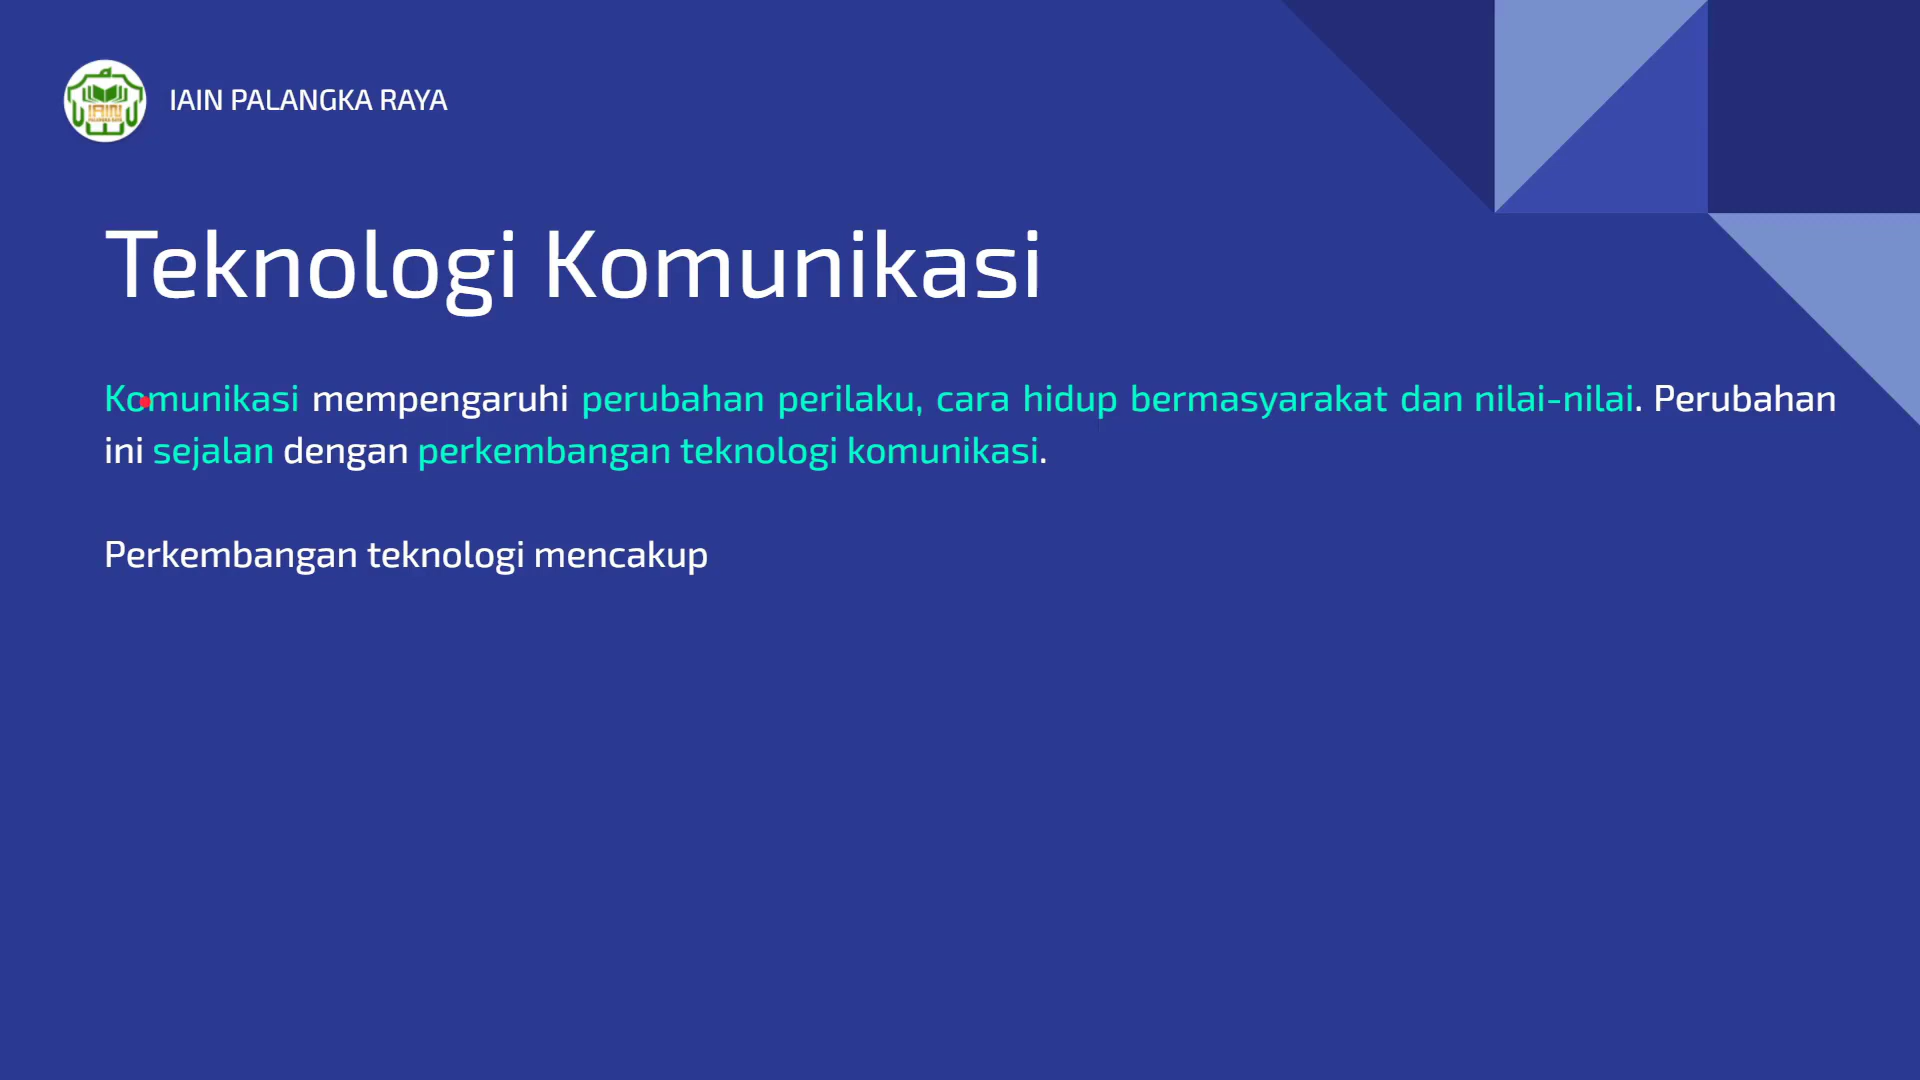 IAIN
IAIN PALANGKA RAYA
Teknologi Komunikasi
Komunikasi mempengaruhi perubahan perilaku, cara hidup bermasyarakat dan nilai-nilai. Perubahan
ini sejalan dengan perkembangan teknologi komunikasi.
Perkembangan teknologi mencakup